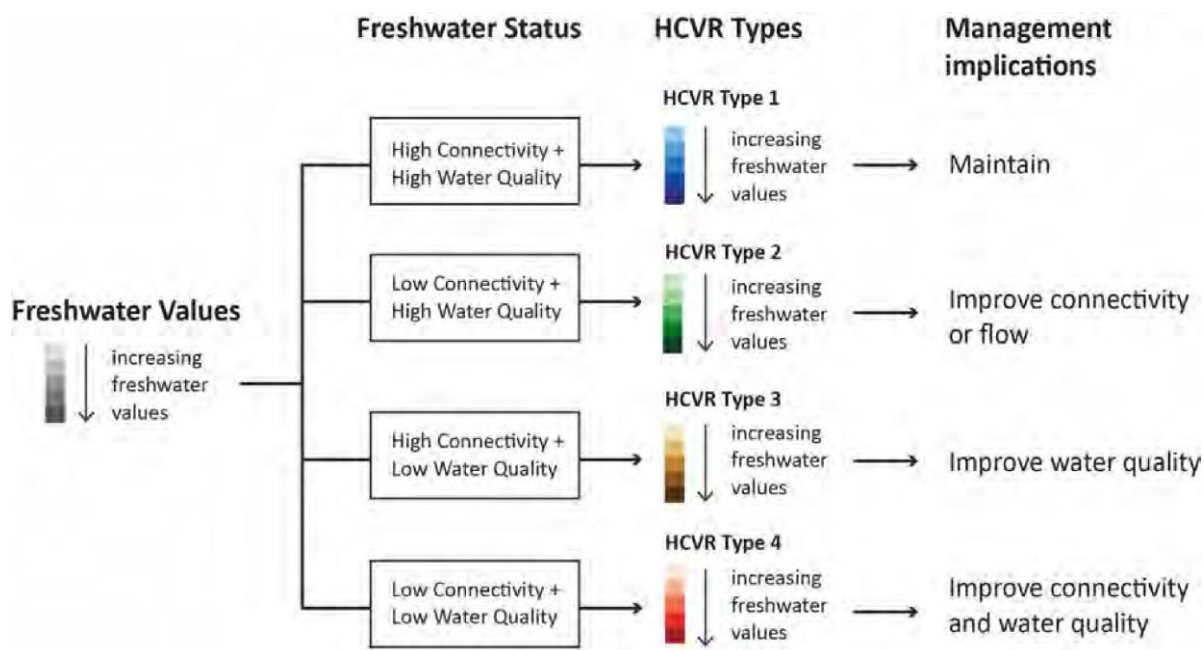 Freshwater Status
HCVR Types
Management
implications
Freshwater Values
increasing
freshwater
values
High Connectivity +
High Water Quality
HCVR Type 1
increasing
freshwater
values
Maintain
Low Connectivity +
High Water Quality
HCVR Type 2
increasing
freshwater
values
Improve connectivity
or flow
High Connectivity +
Low Water Quality
HCVR Type 3
increasing
freshwater
values
Improve water quality
Low Connectivity +
Low Water Quality
HCVR Type 4
increasing
freshwater
values
Improve connectivity
and water quality